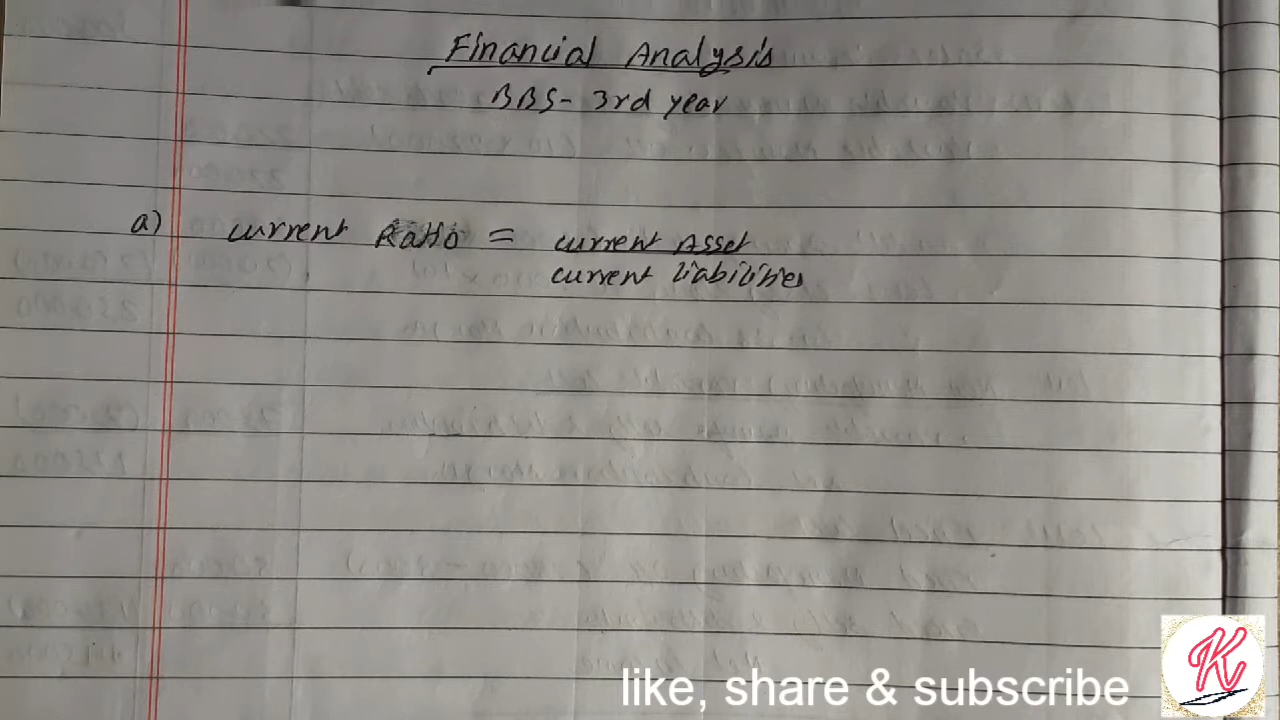 Financial Analysis
BBS- 3rd year
a) current Ratio = current Asset
current liabilities
like, share & subscribe
K